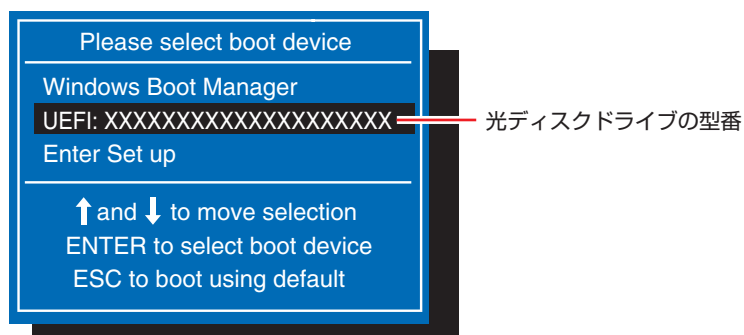 Please select boot device
Windows Boot Manager
UEFI: XXXXXXXXXXXXXXXXXXXX
光ディスクドライブの型番
Enter Set up
↑ and ↓ to move selection
ENTER to select boot device
ESC to boot using default